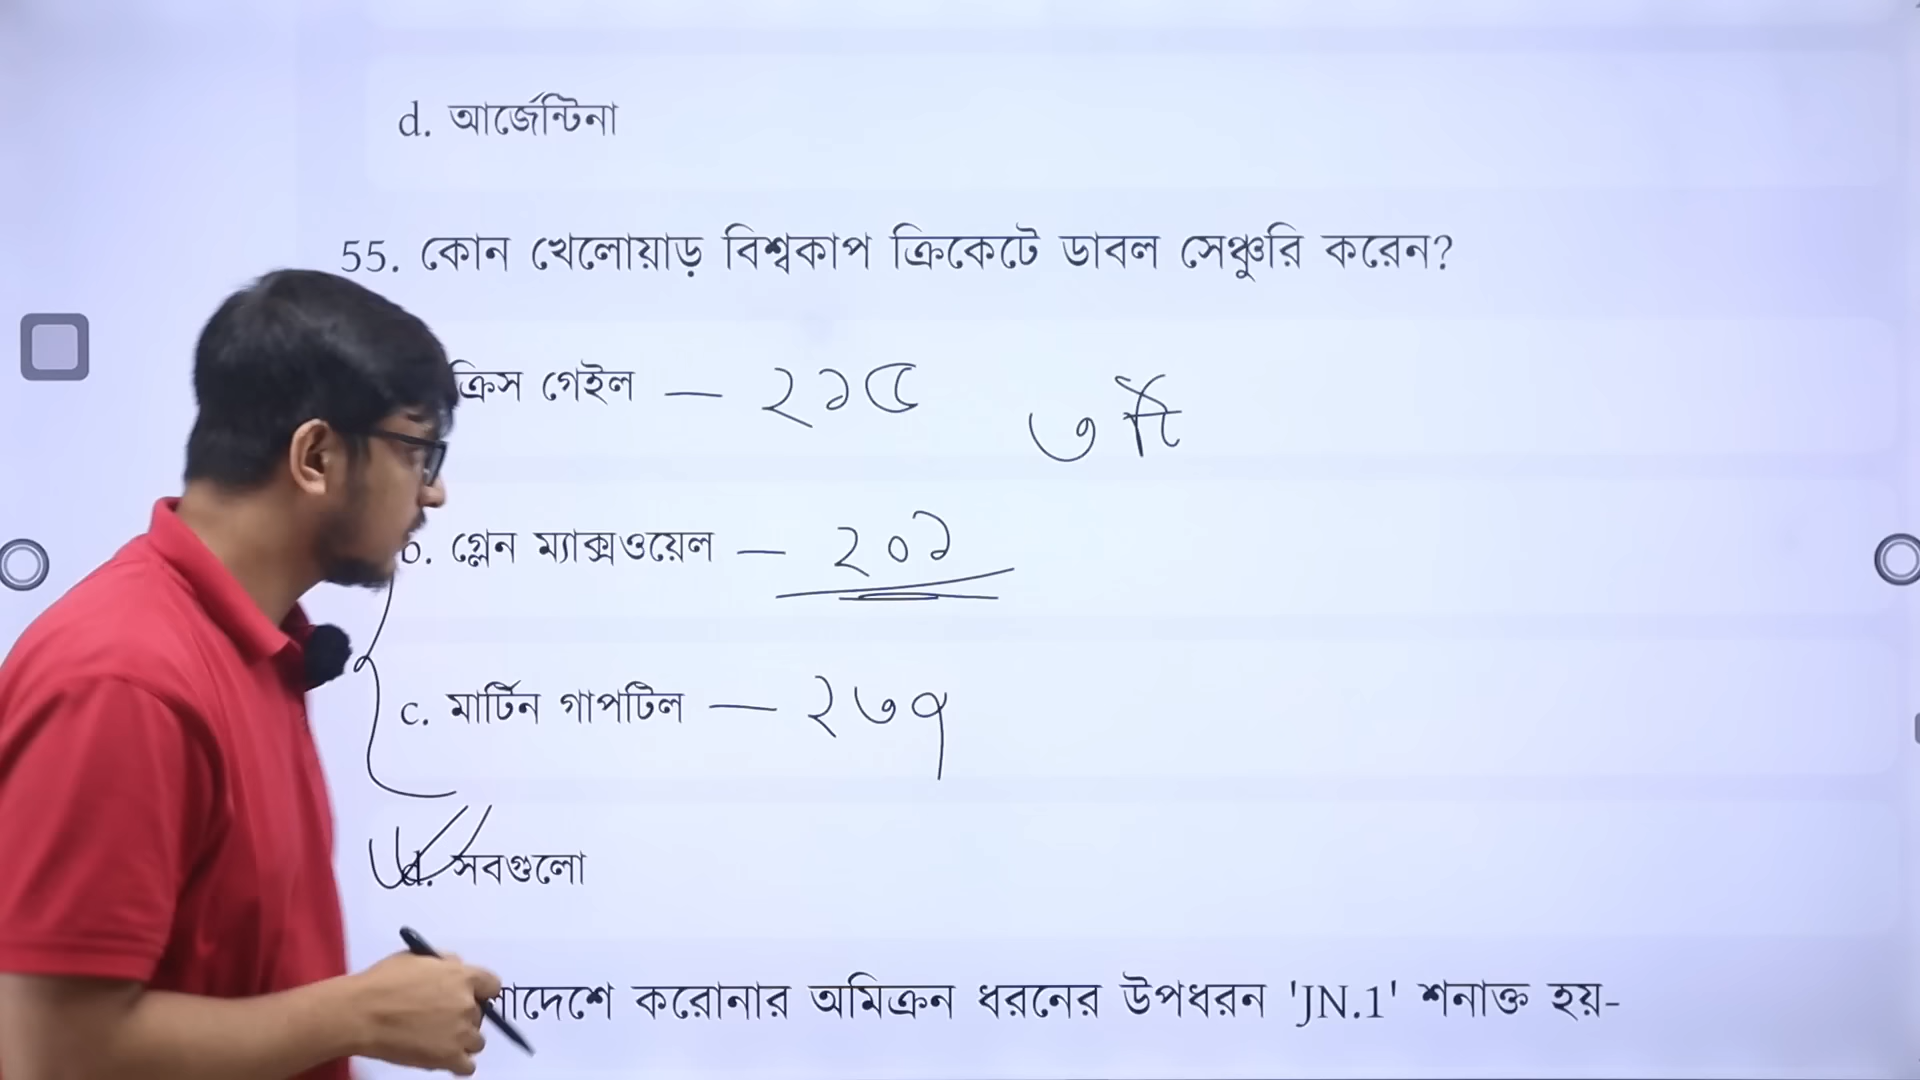 d. আর্জেন্টিনা
55. কোন খেলোয়াড় বিশ্বকাপ ক্রিকেটে ডাবল সেঞ্চুরি করেন?
ক্রিস গেইল — ২১৫
৩ টি
b. গ্লেন ম্যাক্সওয়েল — ২০১
c. মার্টিন গাপটিল — ২৩৭
d. সবগুলো
লাদেশে করোনার অমিক্রন ধরনের উপধরন 'JN.1' শনাক্ত হয়-